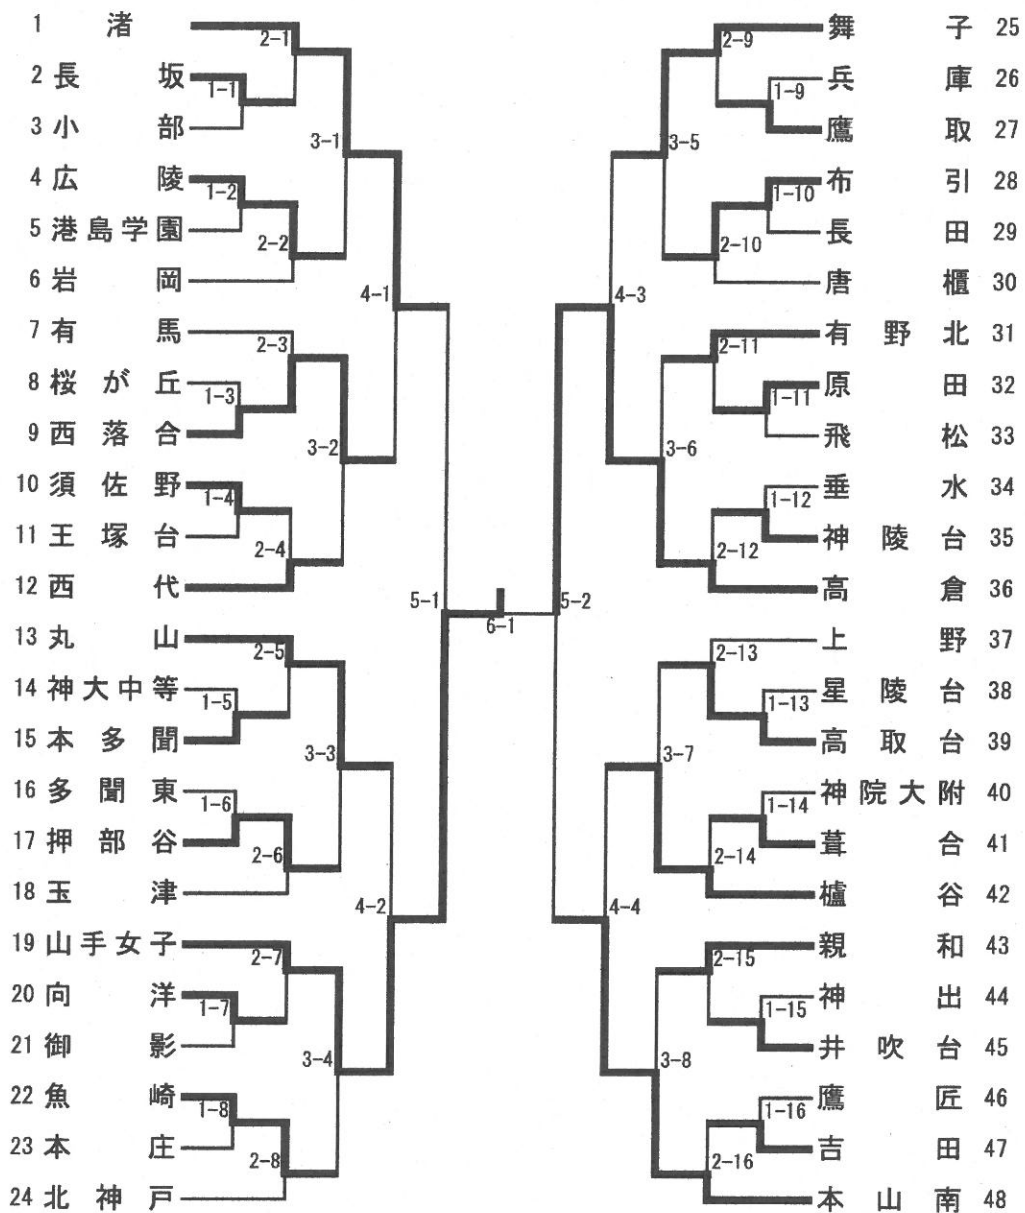 1 渚
2 長坂
3 小部
4 広陵
5 港島学園
6 岩岡
7 有馬
8 桜が丘
9 西落合
10 須佐野
11 王塚台
12 西代
13 丸山
14 神大中等
15 本多聞
16 多聞東
17 押部谷
18 玉津
19 山手女子
20 向洋
21 御影
22 魚崎
23 本庄
24 北神戸
1-1
1-2
1-3
1-4
1-5
1-6
1-7
1-8
2-1
2-2
2-3
2-4
2-5
2-6
2-7
2-8
3-1
3-2
3-3
3-4
4-1
4-2
5-1
6-1
5-2
4-3
4-4
3-5
3-6
3-7
3-8
2-9
2-10
2-11
2-12
2-13
2-14
2-15
2-16
1-9
1-10
1-11
1-12
1-13
1-14
1-15
1-16
舞子 25
兵庫 26
鷹取 27
布引 28
長田 29
唐櫃 30
有野北 31
原田 32
飛松 33
垂水 34
神陵台 35
高倉 36
上野 37
星陵台 38
高取台 39
神院大附 40
葺合 41
櫨谷 42
親和 43
神出 44
井吹台 45
鷹匠 46
吉田 47
本山南 48